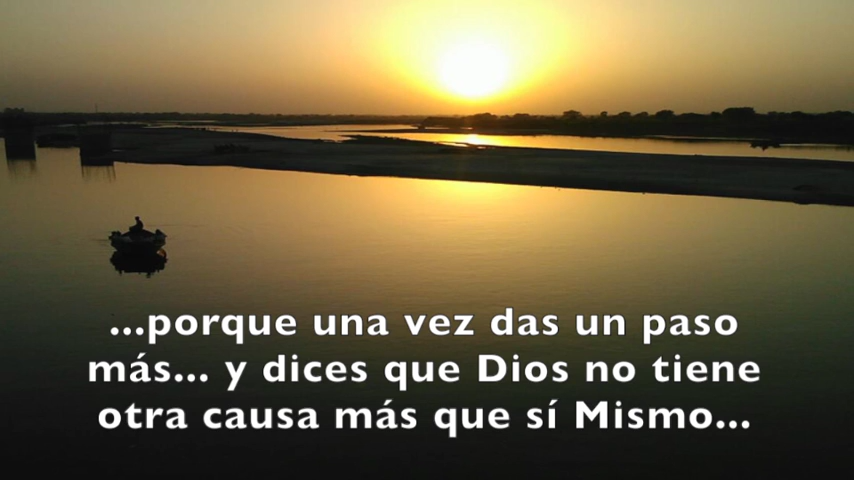 ...porque una vez das un paso
más... y dices que Dios no tiene
otra causa más que sí Mismo...